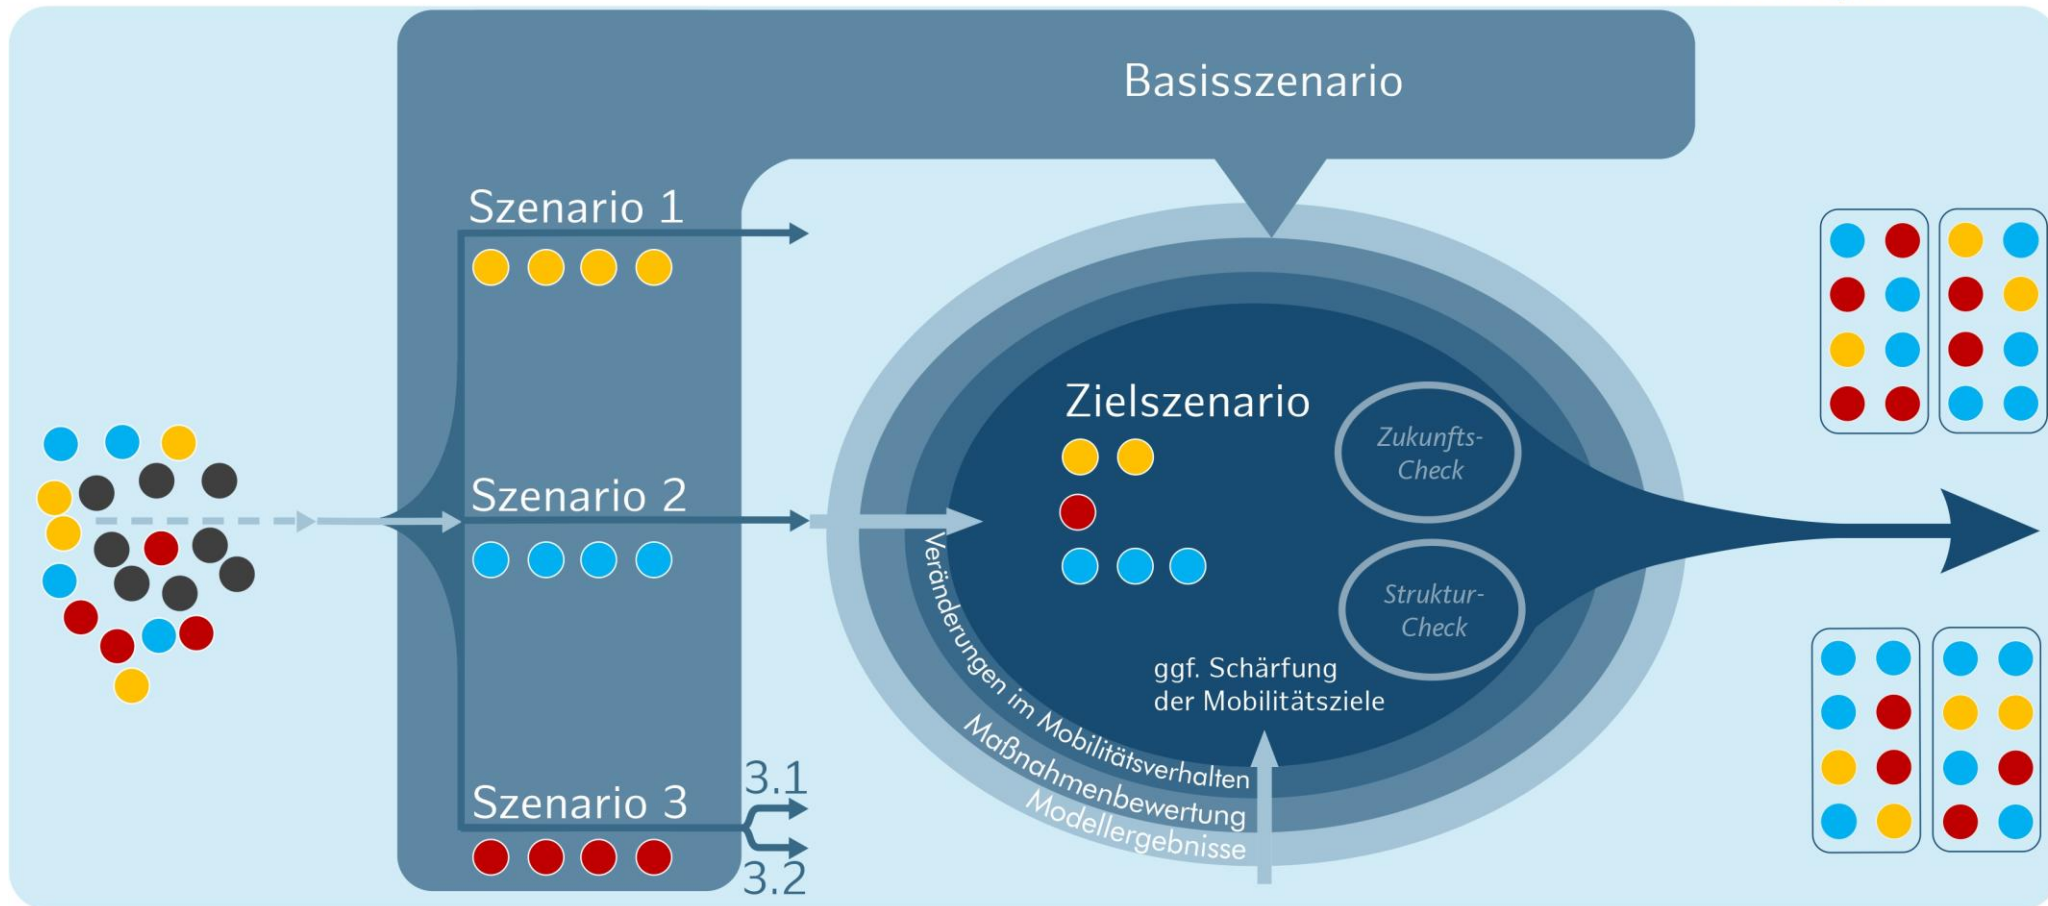 Basisszenario
Szenario 1
Szenario 2
Szenario 3
3.1
3.2
Zielszenario
Zukunfts-
Check
Struktur-
Check
ggf. Schärfung
der Mobilitätsziele
Veränderungen im Mobilitätsverhalten
Maßnahmenbewertung
Modellergebnisse